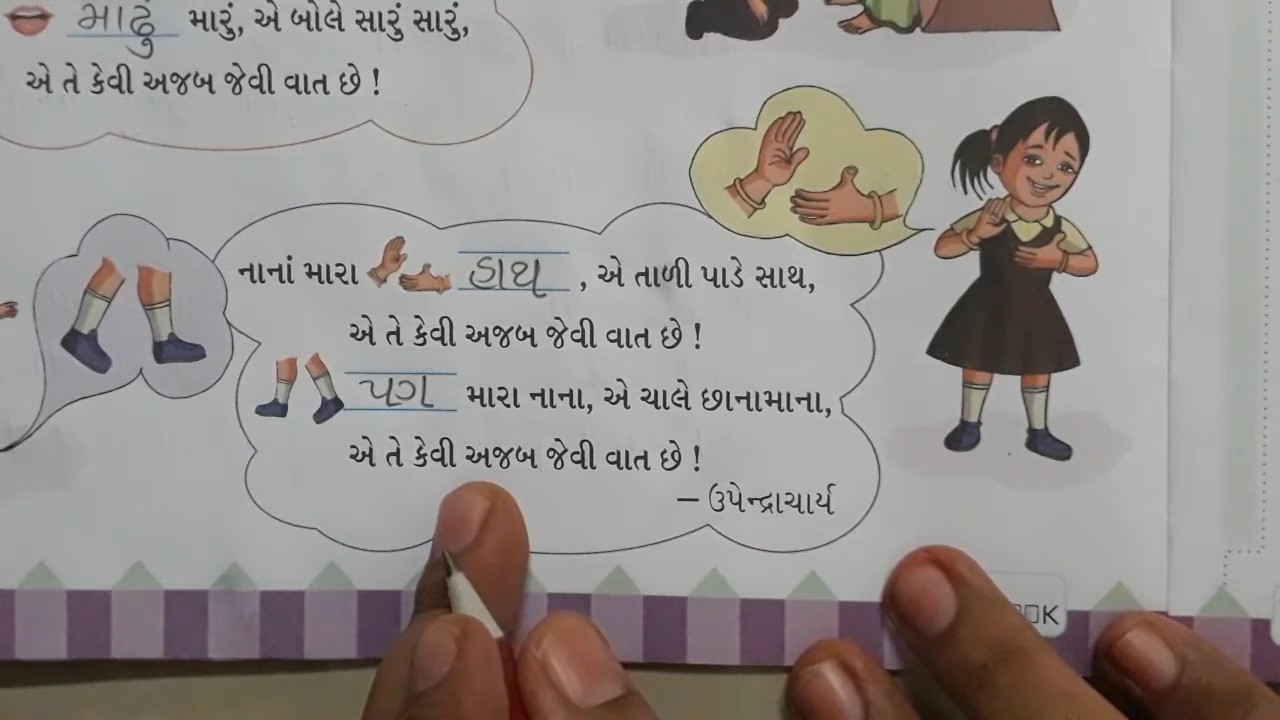 માઢું મારું, એ બોલે સારું સારું,
એ તે કેવી અજબ જેવી વાત છે !
નાનાં મારા હાથ , એ તાળી પાડે સાથ,
એ તે કેવી અજબ જેવી વાત છે !
પગ મારા નાના, એ ચાલે છાનામાના,
એ તે કેવી અજબ જેવી વાત છે !
– ઉપેન્દ્રાચાર્ય